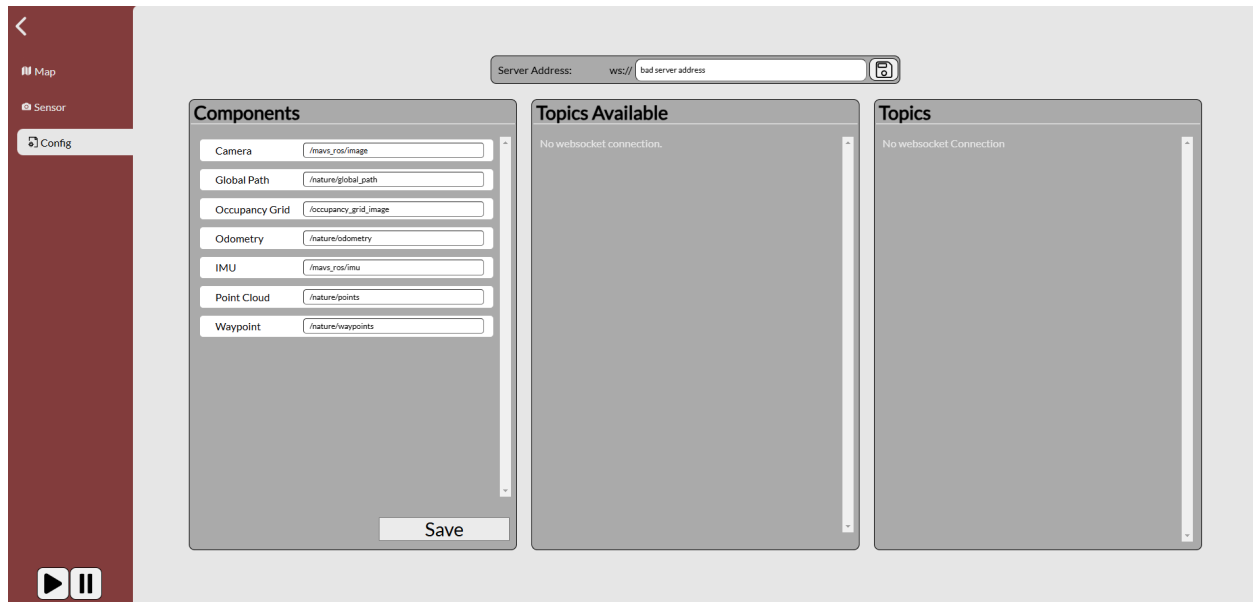 Map
Sensor
Config
Server Address: ws:// bad server address
Components
Camera /mavs_ros/image
Global Path /nature/global_path
Occupancy Grid /occupancy_grid_image
Odometry /nature/odometry
IMU /mavs_ros/imu
Point Cloud /nature/points
Waypoint /nature/waypoints
Save
Topics Available
No websocket connection.
Topics
No websocket Connection